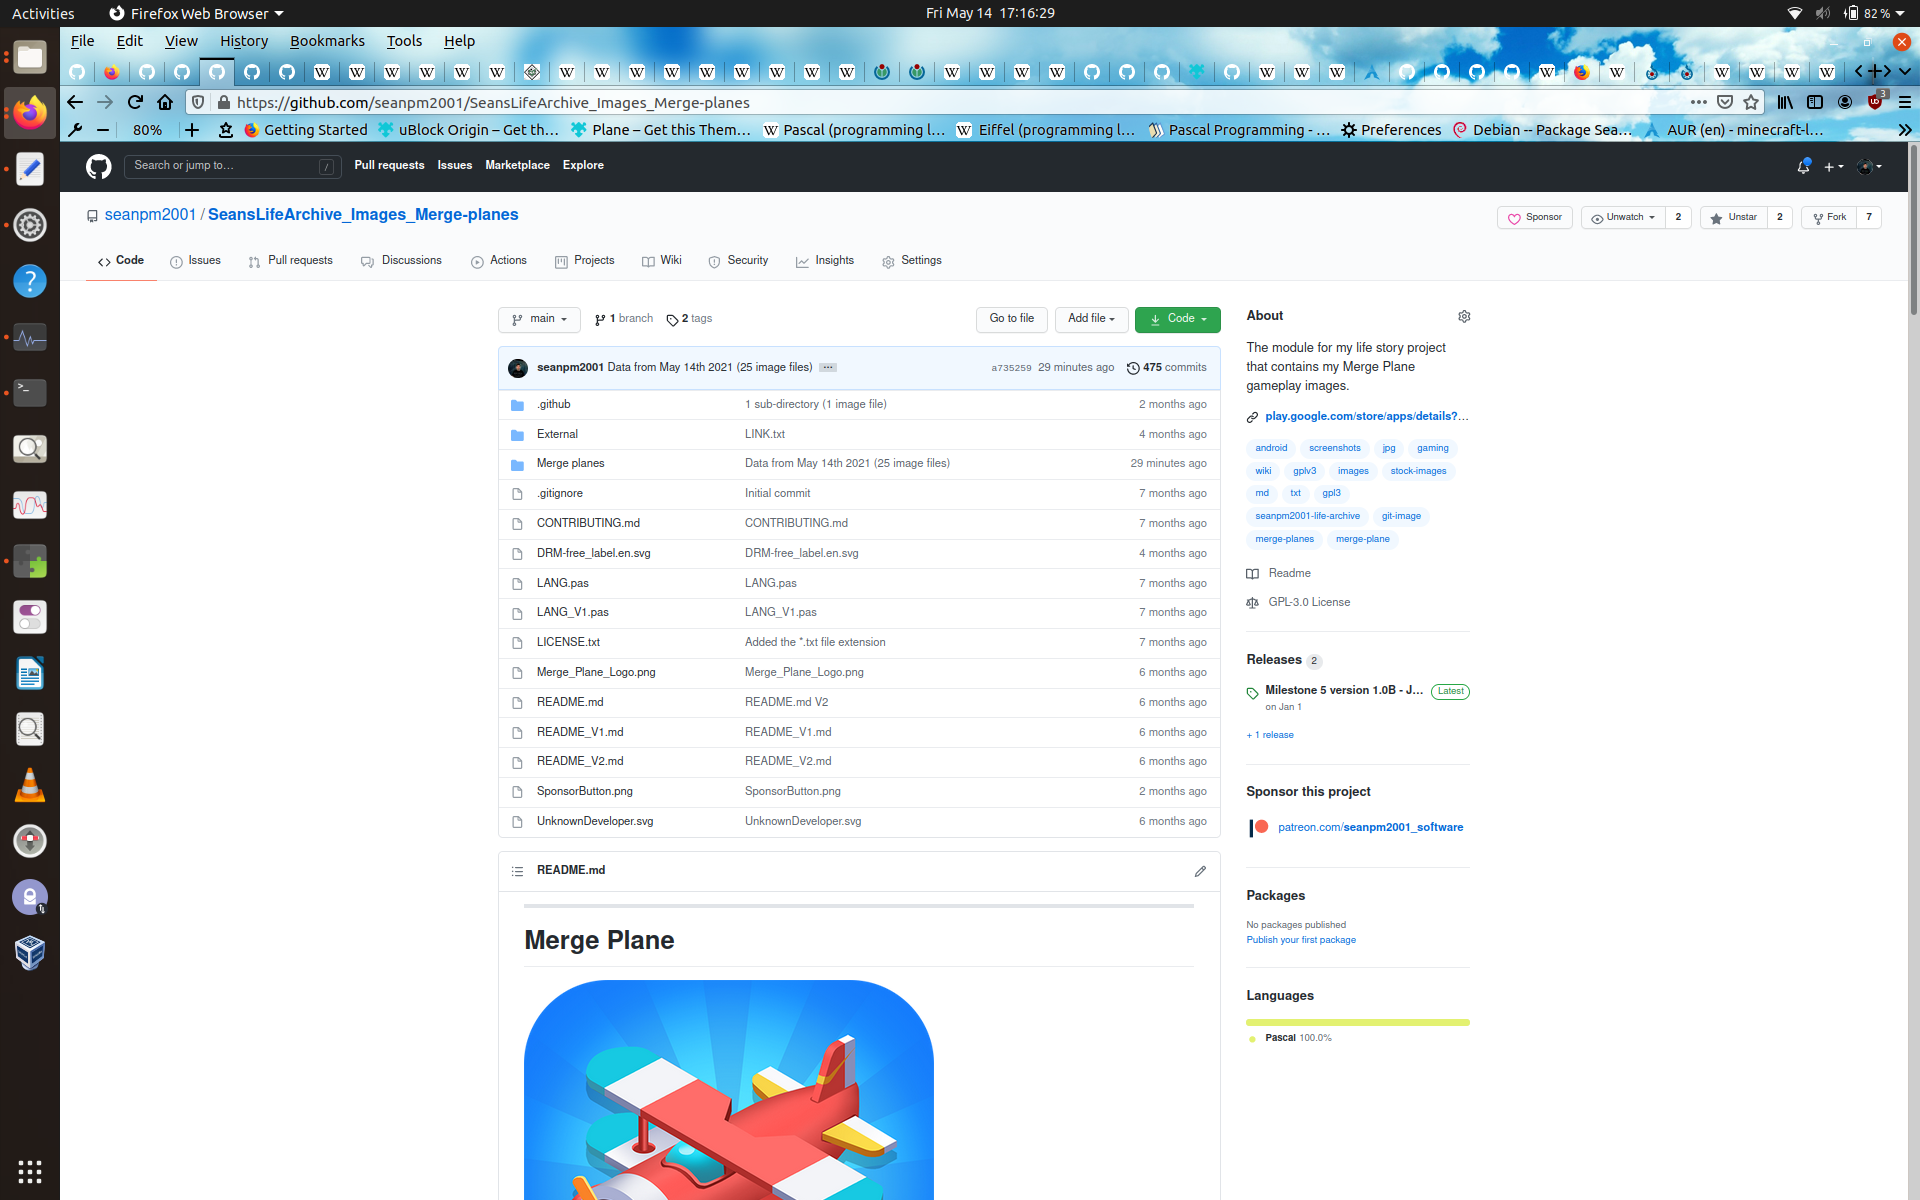 Activities Firefox Web Browser Fri May 14 17:16:29 82 %
File Edit View History Bookmarks Tools Help
https://github.com/seanpm2001/SeansLifeArchive_Images_Merge-planes 3
80% Getting Started uBlock Origin – Get th… Plane – Get this Them… Pascal (programming l… Eiffel (programming l… Pascal Programming - … Preferences Debian -- Package Sea… AUR (en) - minecraft-l…
Search or jump to… / Pull requests Issues Marketplace Explore
seanpm2001 / SeansLifeArchive_Images_Merge-planes Sponsor Unwatch 2 Unstar 2 Fork 7
Code Issues Pull requests Discussions Actions Projects Wiki Security Insights Settings
main 1 branch 2 tags Go to file Add file Code
seanpm2001 Data from May 14th 2021 (25 image files) ... a735259 29 minutes ago 475 commits
.github 1 sub-directory (1 image file) 2 months ago
External LINK.txt 4 months ago
Merge planes Data from May 14th 2021 (25 image files) 29 minutes ago
.gitignore Initial commit 7 months ago
CONTRIBUTING.md CONTRIBUTING.md 7 months ago
DRM-free_label.en.svg DRM-free_label.en.svg 4 months ago
LANG.pas LANG.pas 7 months ago
LANG_V1.pas LANG_V1.pas 7 months ago
LICENSE.txt Added the *.txt file extension 7 months ago
Merge_Plane_Logo.png Merge_Plane_Logo.png 6 months ago
README.md README.md V2 6 months ago
README_V1.md README_V1.md 6 months ago
README_V2.md README_V2.md 6 months ago
SponsorButton.png SponsorButton.png 2 months ago
UnknownDeveloper.svg UnknownDeveloper.svg 6 months ago
README.md
Merge Plane
About
The module for my life story project
that contains my Merge Plane
gameplay images.
play.google.com/store/apps/details?…
android screenshots jpg gaming
wiki gplv3 images stock-images
md txt gpl3
seanpm2001-life-archive git-image
merge-planes merge-plane
Readme
GPL-3.0 License
Releases 2
Milestone 5 version 1.0B - J… Latest
on Jan 1
+ 1 release
Sponsor this project
patreon.com/seanpm2001_software
Packages
No packages published
Publish your first package
Languages
Pascal 100.0%